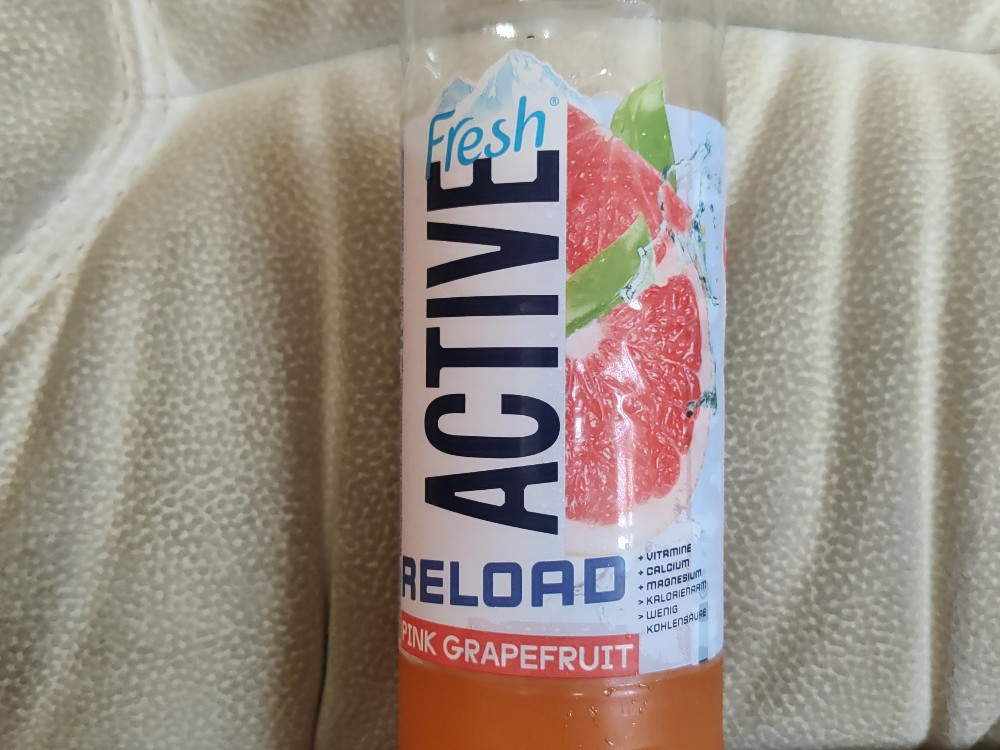 Fresh®
ACTIVE
RELOAD
PINK GRAPEFRUIT
+ VITAMINE
+ CALCIUM
+ MAGNESIUM
> KALORIENARM
> WENIG
KOHLENSÄURE